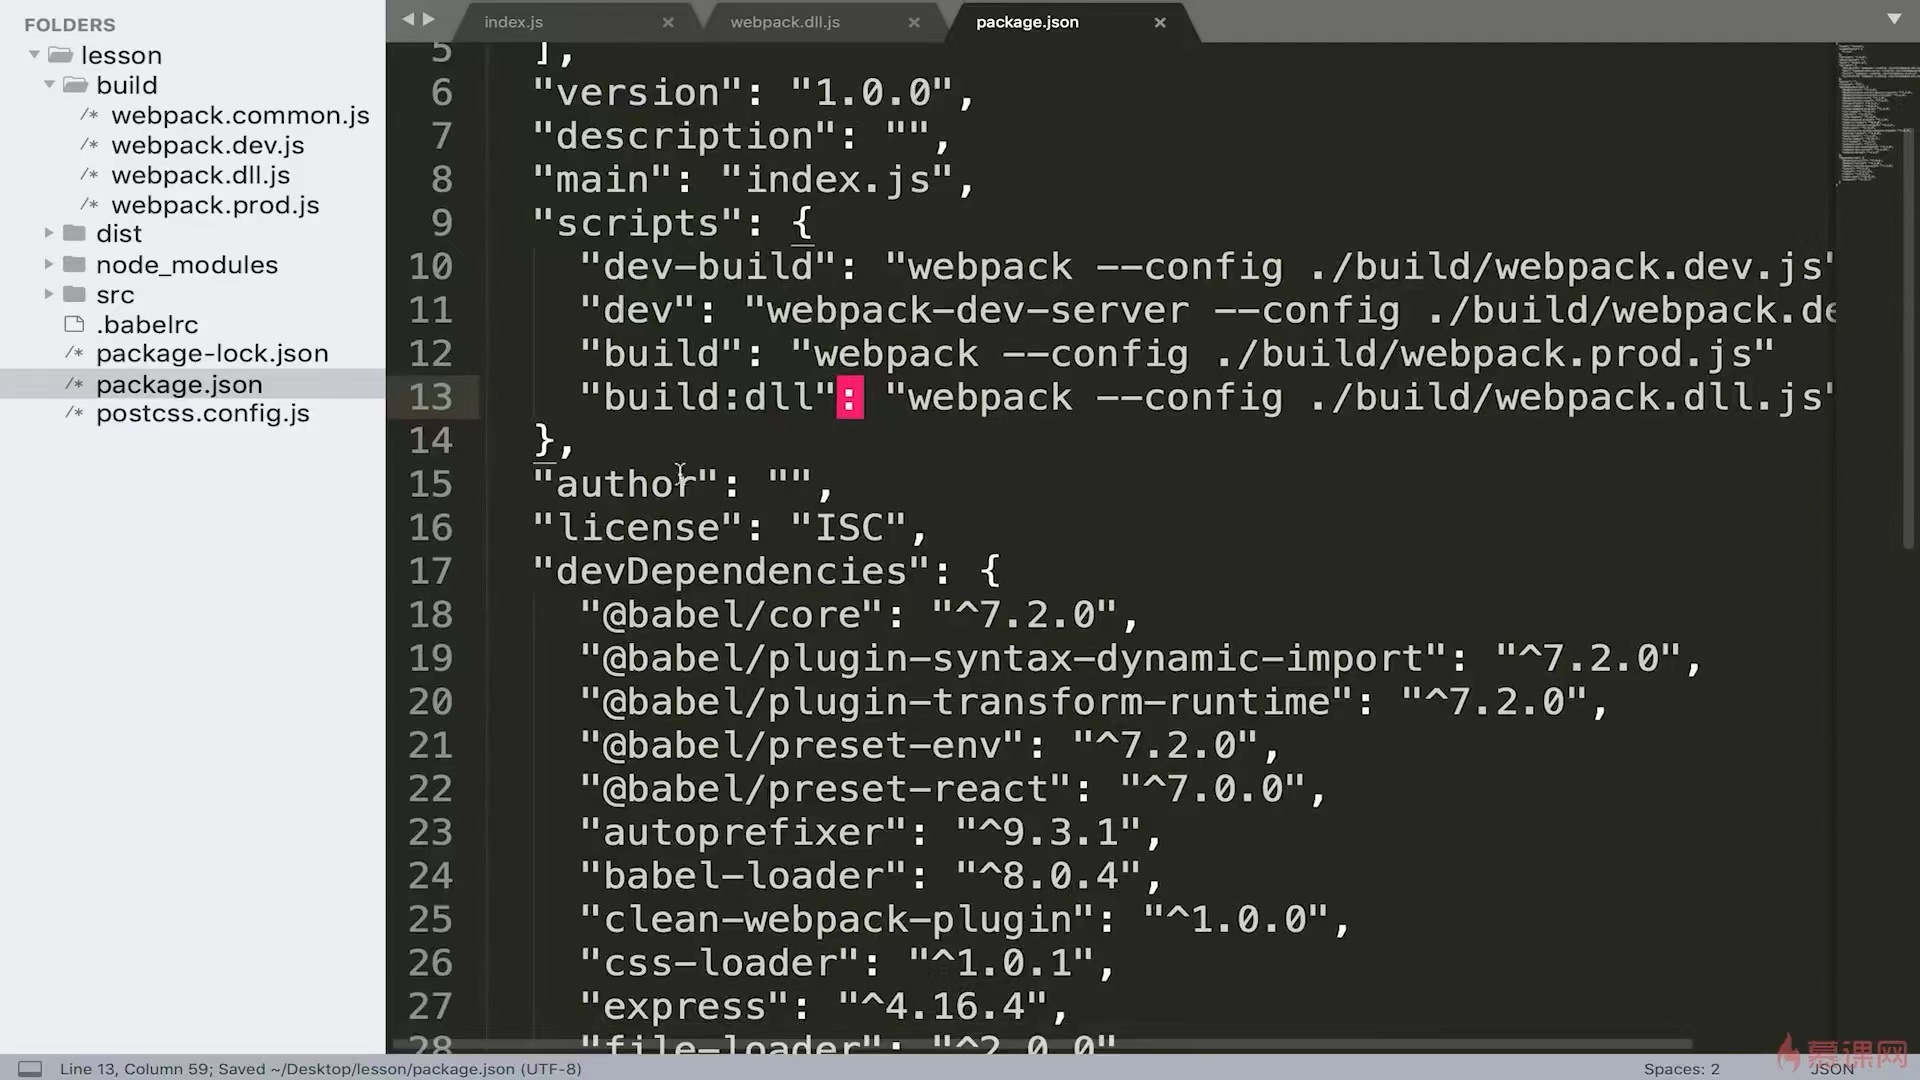 FOLDERS
lesson
build
/* webpack.common.js
/* webpack.dev.js
/* webpack.dll.js
/* webpack.prod.js
dist
node_modules
src
.babelrc
/* package-lock.json
/* package.json
/* postcss.config.js
index.js
webpack.dll.js
package.json
5 ],
6 "version": "1.0.0",
7 "description": "",
8 "main": "index.js",
9 "scripts": {
10 "dev-build": "webpack --config ./build/webpack.dev.js"
11 "dev": "webpack-dev-server --config ./build/webpack.de
12 "build": "webpack --config ./build/webpack.prod.js"
13 "build:dll": "webpack --config ./build/webpack.dll.js"
14 },
15 "author": "",
16 "license": "ISC",
17 "devDependencies": {
18 "@babel/core": "^7.2.0",
19 "@babel/plugin-syntax-dynamic-import": "^7.2.0",
20 "@babel/plugin-transform-runtime": "^7.2.0",
21 "@babel/preset-env": "^7.2.0",
22 "@babel/preset-react": "^7.0.0",
23 "autoprefixer": "^9.3.1",
24 "babel-loader": "^8.0.4",
25 "clean-webpack-plugin": "^1.0.0",
26 "css-loader": "^1.0.1",
27 "express": "^4.16.4",
28 "file-loader": "^2.0.0"
Line 13, Column 59; Saved ~/Desktop/lesson/package.json (UTF-8)
Spaces: 2
JSON
慕课网